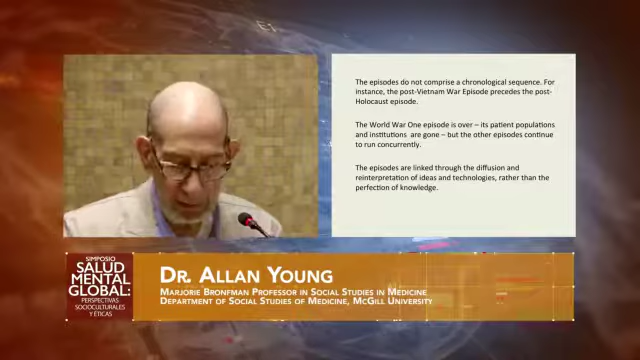 The episodes do not comprise a chronological sequence. For
instance, the post-Vietnam War Episode precedes the post-
Holocaust episode.
The World War One episode is over – its patient populations
and institutions are gone – but the other episodes continue
to run concurrently.
The episodes are linked through the diffusion and
reinterpretation of ideas and technologies, rather than the
perfection of knowledge.
SIMPOSIO
SALUD
MENTAL
GLOBAL:
PERSPECTIVAS
SOCIOCULTURALES
Y ÉTICAS
DR. ALLAN YOUNG
MARJORIE BRONFMAN PROFESSOR IN SOCIAL STUDIES IN MEDICINE
DEPARTMENT OF SOCIAL STUDIES OF MEDICINE, MCGILL UNIVERSITY